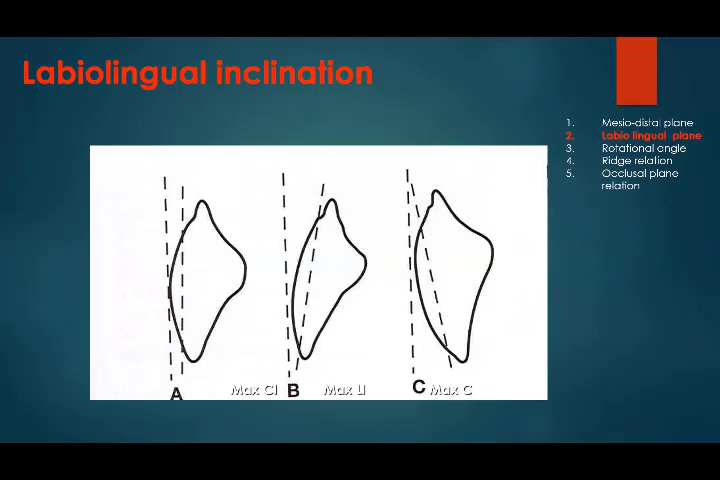 Labiolingual inclination
1. Mesio-distal plane
2. Labio lingual plane
3. Rotational angle
4. Ridge relation
5. Occlusal plane
relation
A Max CI B Max LI C Max C